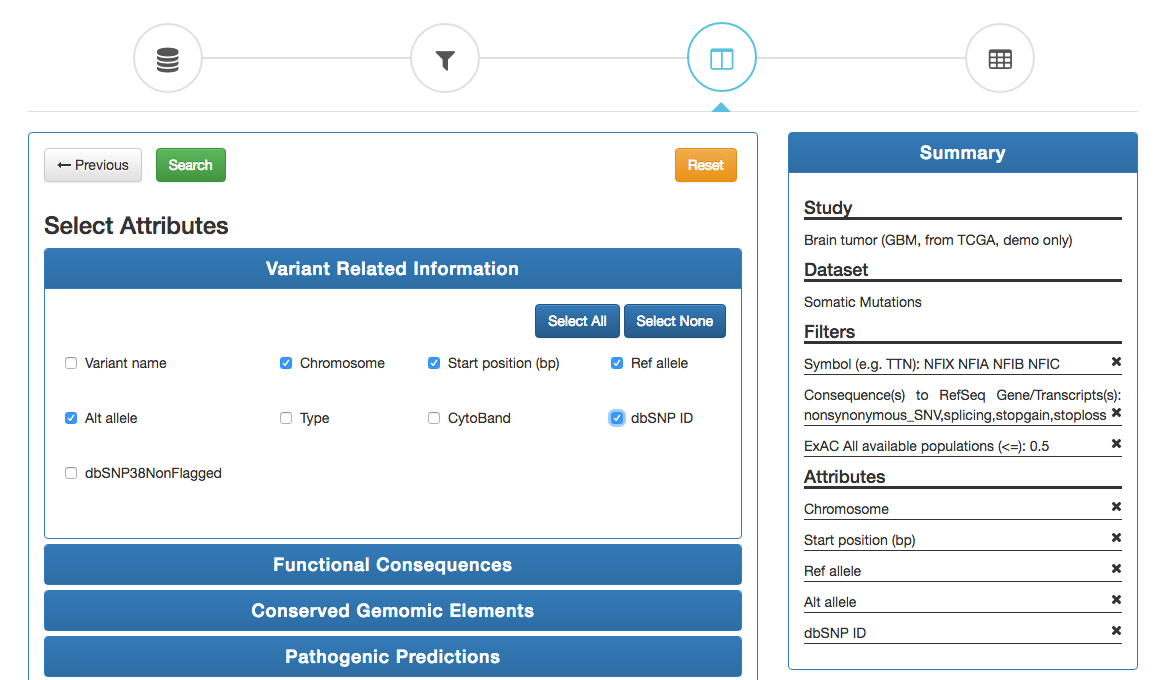 ← Previous
Search
Reset
Select Attributes
Variant Related Information
Select All
Select None
Variant name
Chromosome
Start position (bp)
Ref allele
Alt allele
Type
CytoBand
dbSNP ID
dbSNP38NonFlagged
Functional Consequences
Conserved Gemomic Elements
Pathogenic Predictions
Summary
Study
Brain tumor (GBM, from TCGA, demo only)
Dataset
Somatic Mutations
Filters
Symbol (e.g. TTN): NFIX NFIA NFIB NFIC
Consequence(s) to RefSeq Gene/Transcripts(s):
nonsynonymous_SNV,splicing,stopgain,stoploss
ExAC All available populations (<=): 0.5
Attributes
Chromosome
Start position (bp)
Ref allele
Alt allele
dbSNP ID